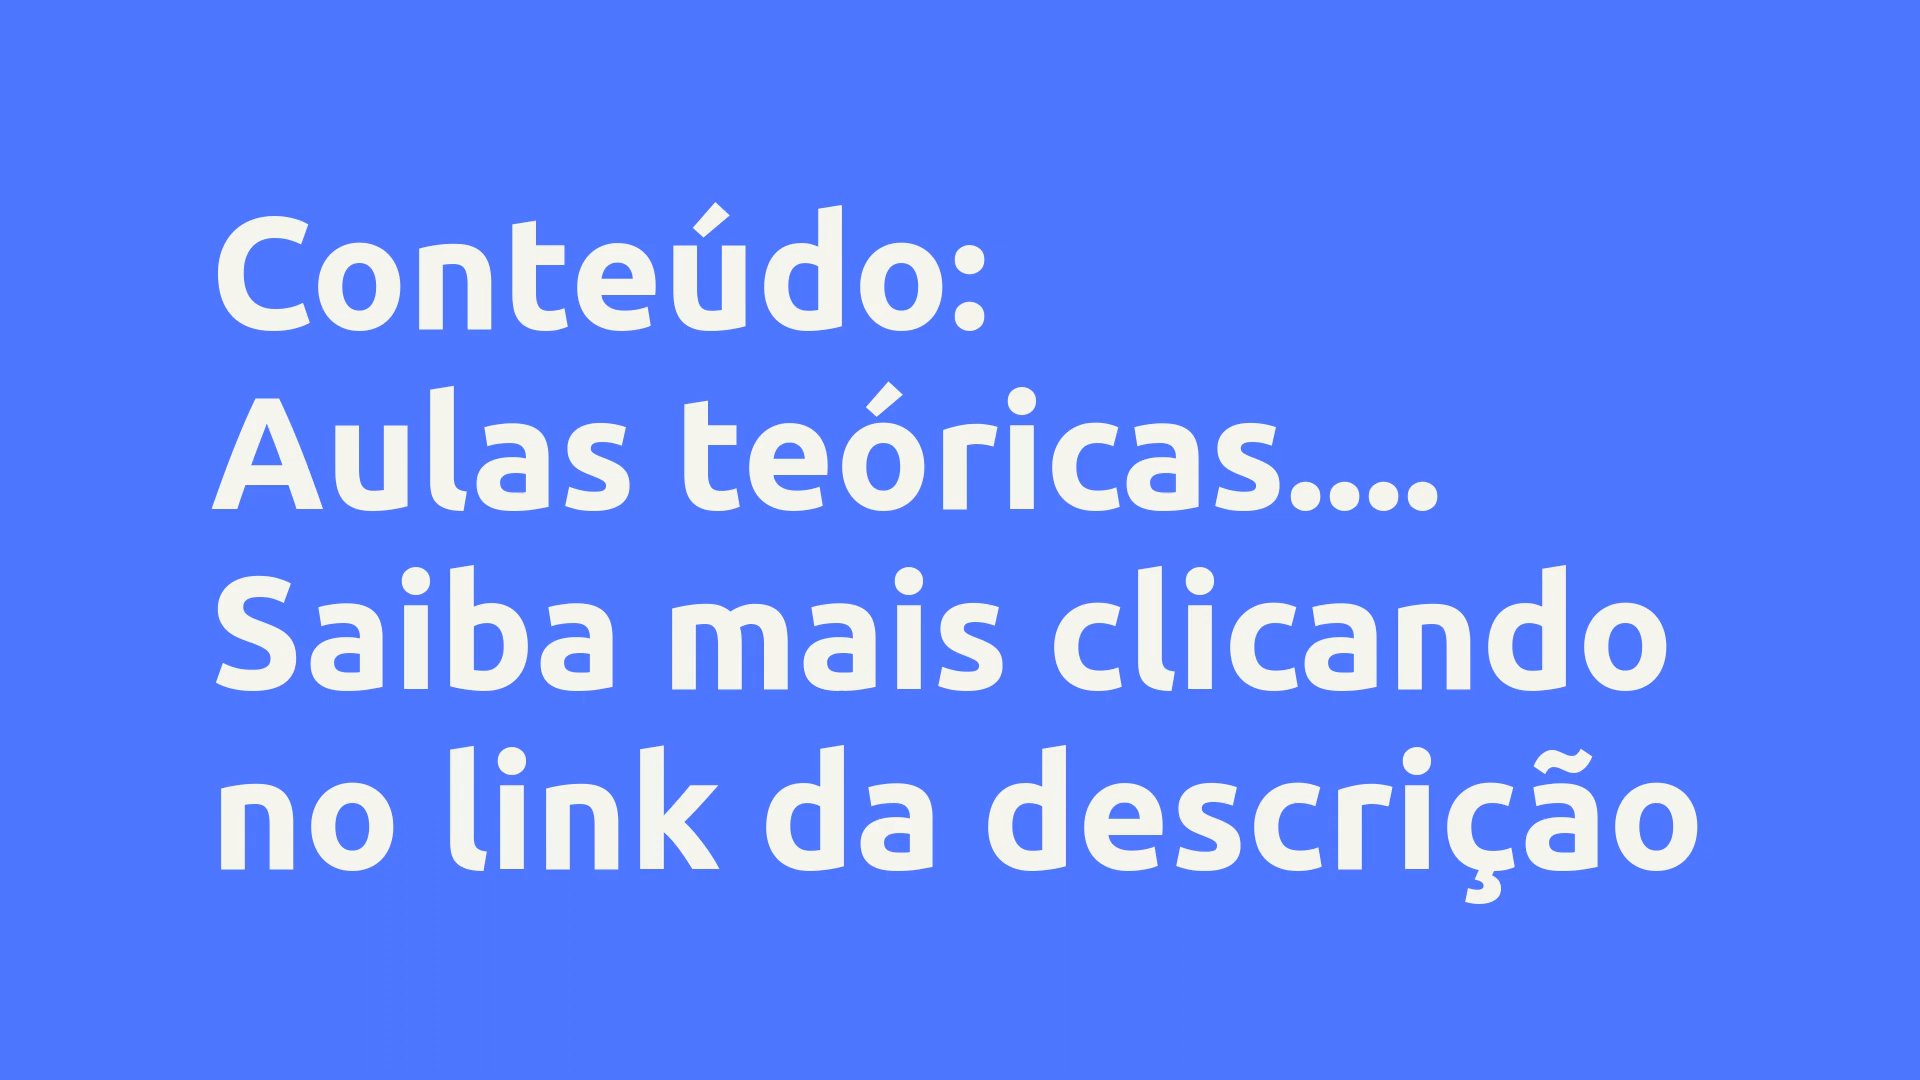 Conteúdo:
Aulas teóricas....
Saiba mais clicando
no link da descrição